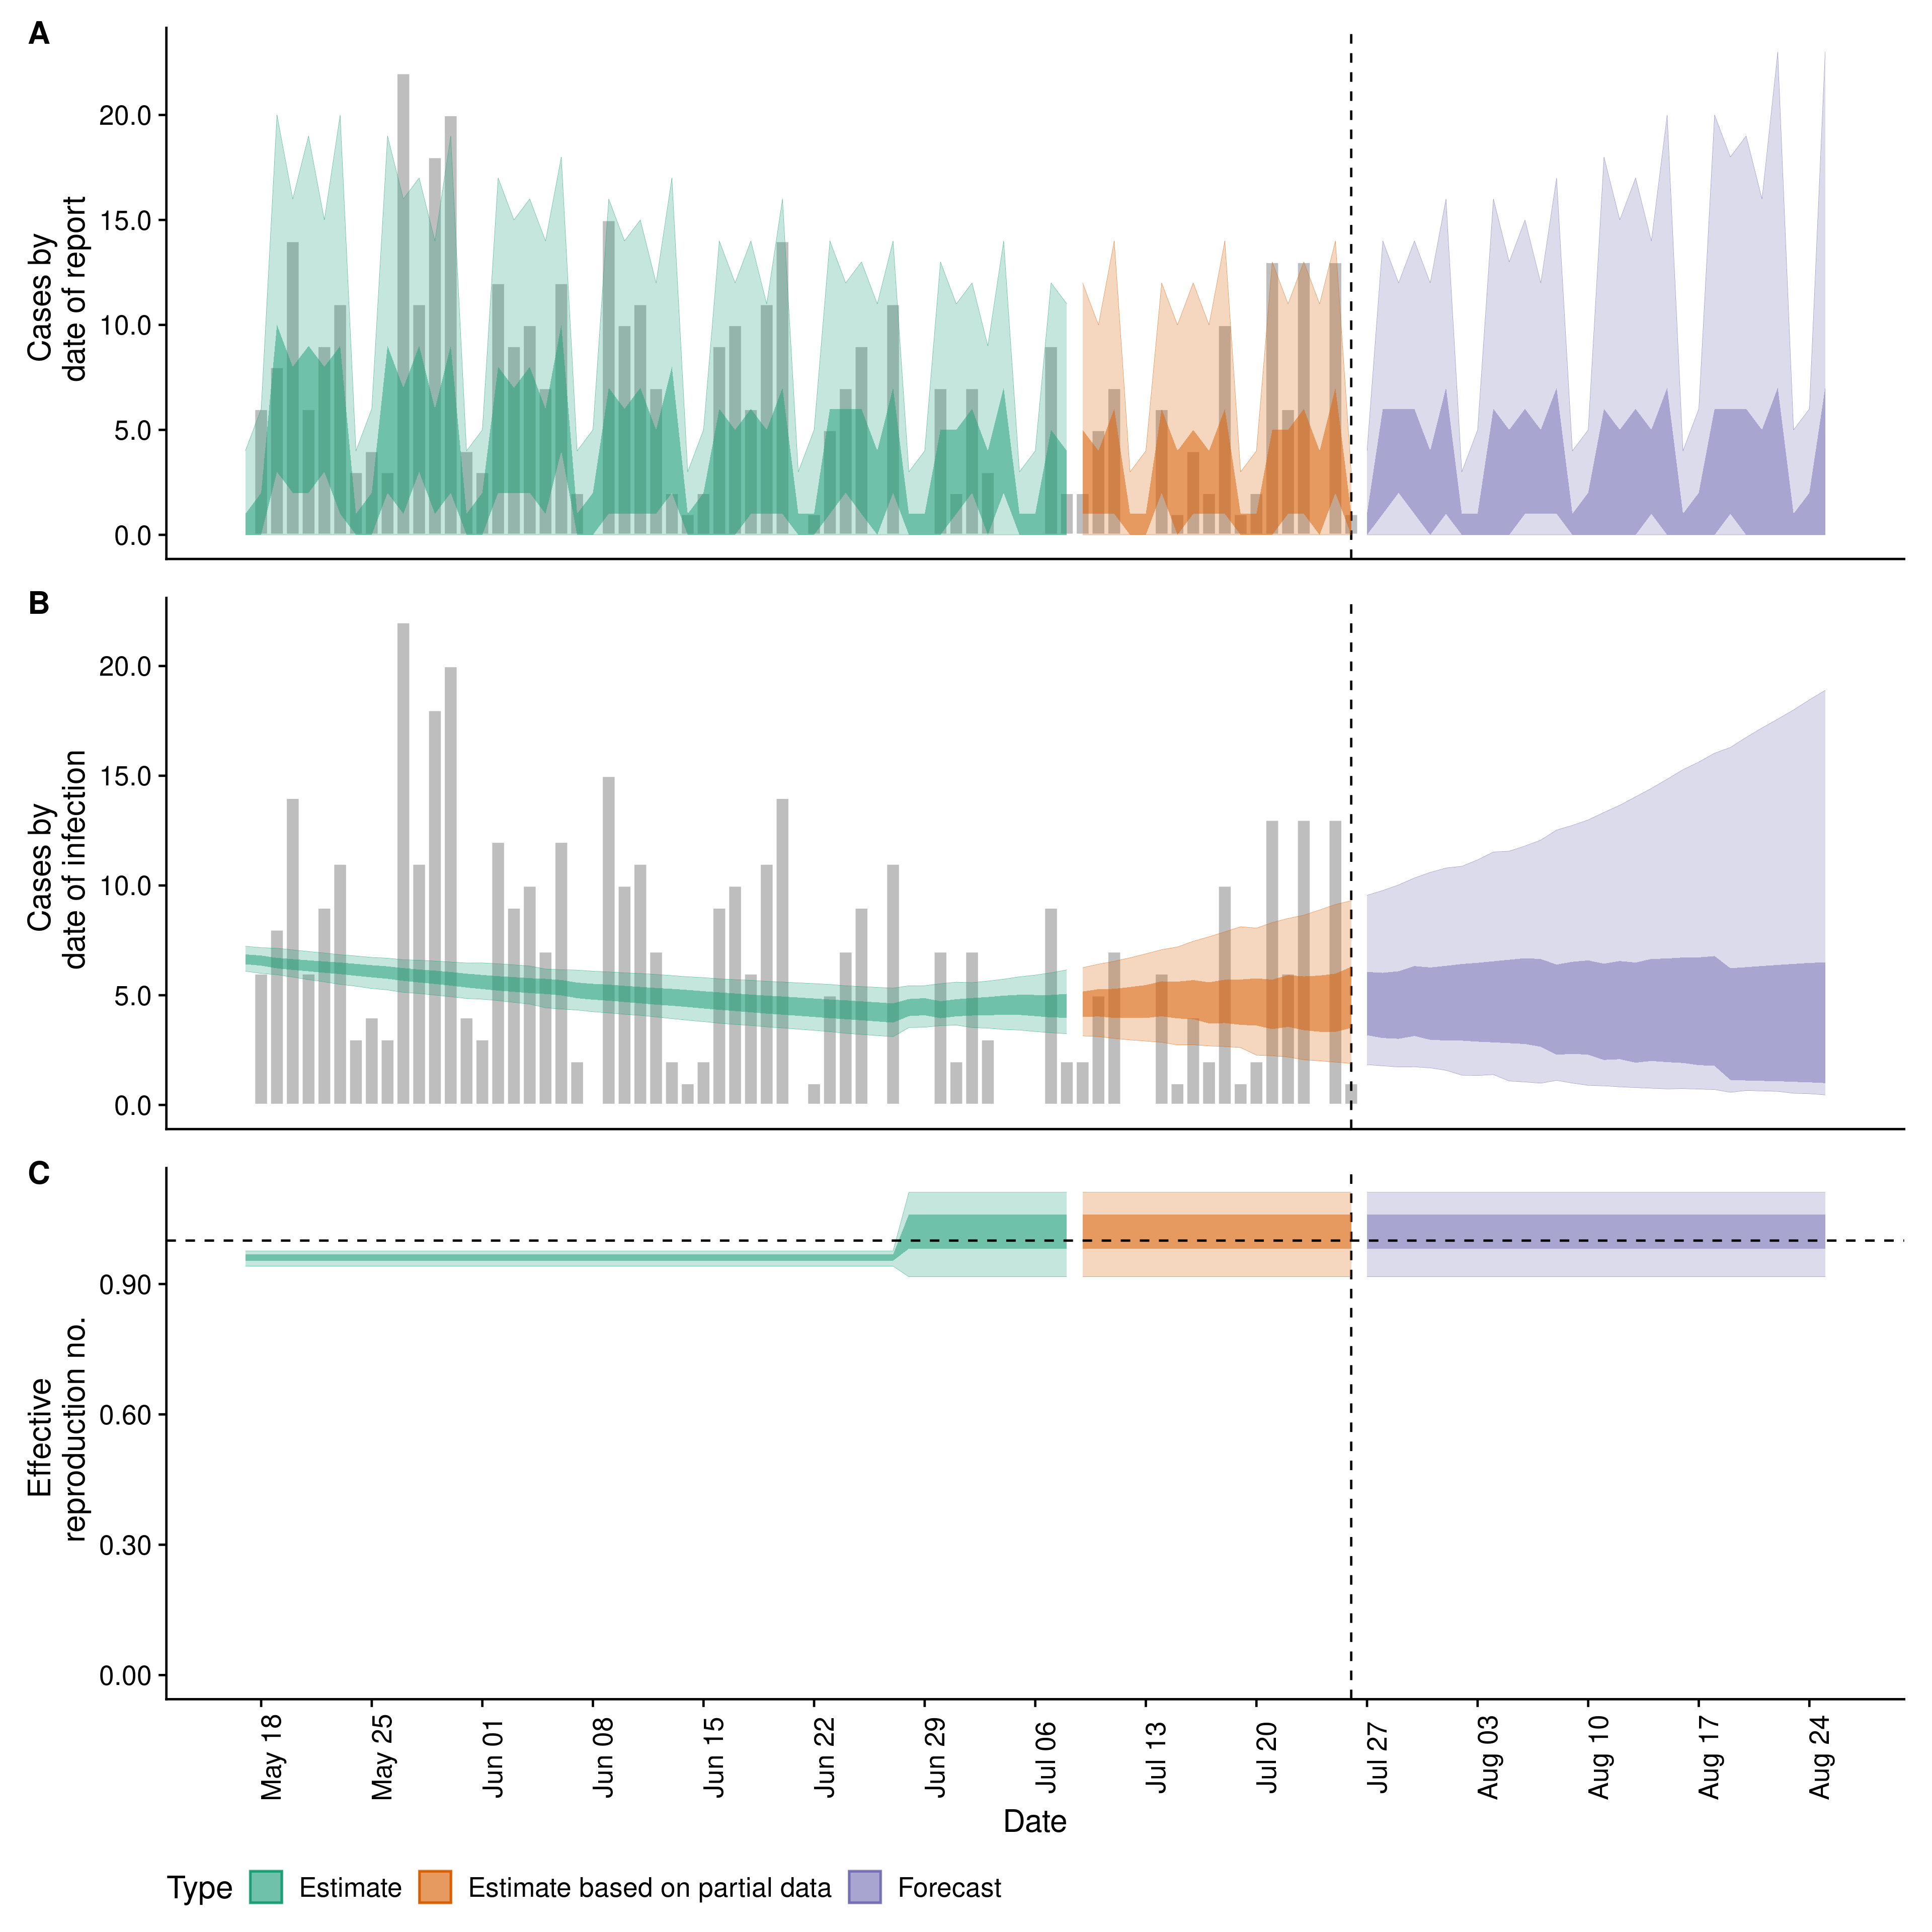 A
Cases by
date of report
20.0
15.0
10.0
5.0
0.0
B
Cases by
date of infection
20.0
15.0
10.0
5.0
0.0
C
Effective
reproduction no.
0.90
0.60
0.30
0.00
May 18
May 25
Jun 01
Jun 08
Jun 15
Jun 22
Jun 29
Jul 06
Jul 13
Jul 20
Jul 27
Aug 03
Aug 10
Aug 17
Aug 24
Date
Type Estimate Estimate based on partial data Forecast